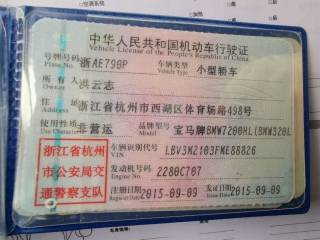 中华人民共和国机动车行驶证
Vehicle License of the People's Republic of China
号牌号码 浙AE790P 车辆类型 小型轿车
Plate No. Vehicle Type
所有人 洪云志
Owner
住址 浙江省杭州市西湖区体育场路498号
Address
使用性质 非营运 品牌型号 宝马牌BMW7200HL(BMW320L
Use Character Model
浙江省杭州
市公安局交
通警察支队
车辆识别代号 LBV3M2103FME88826
VIN
发动机号码 2280C707
Engine No.
注册日期 2015-09-09 发证日期 2015-09-09
Register Date Issue Date